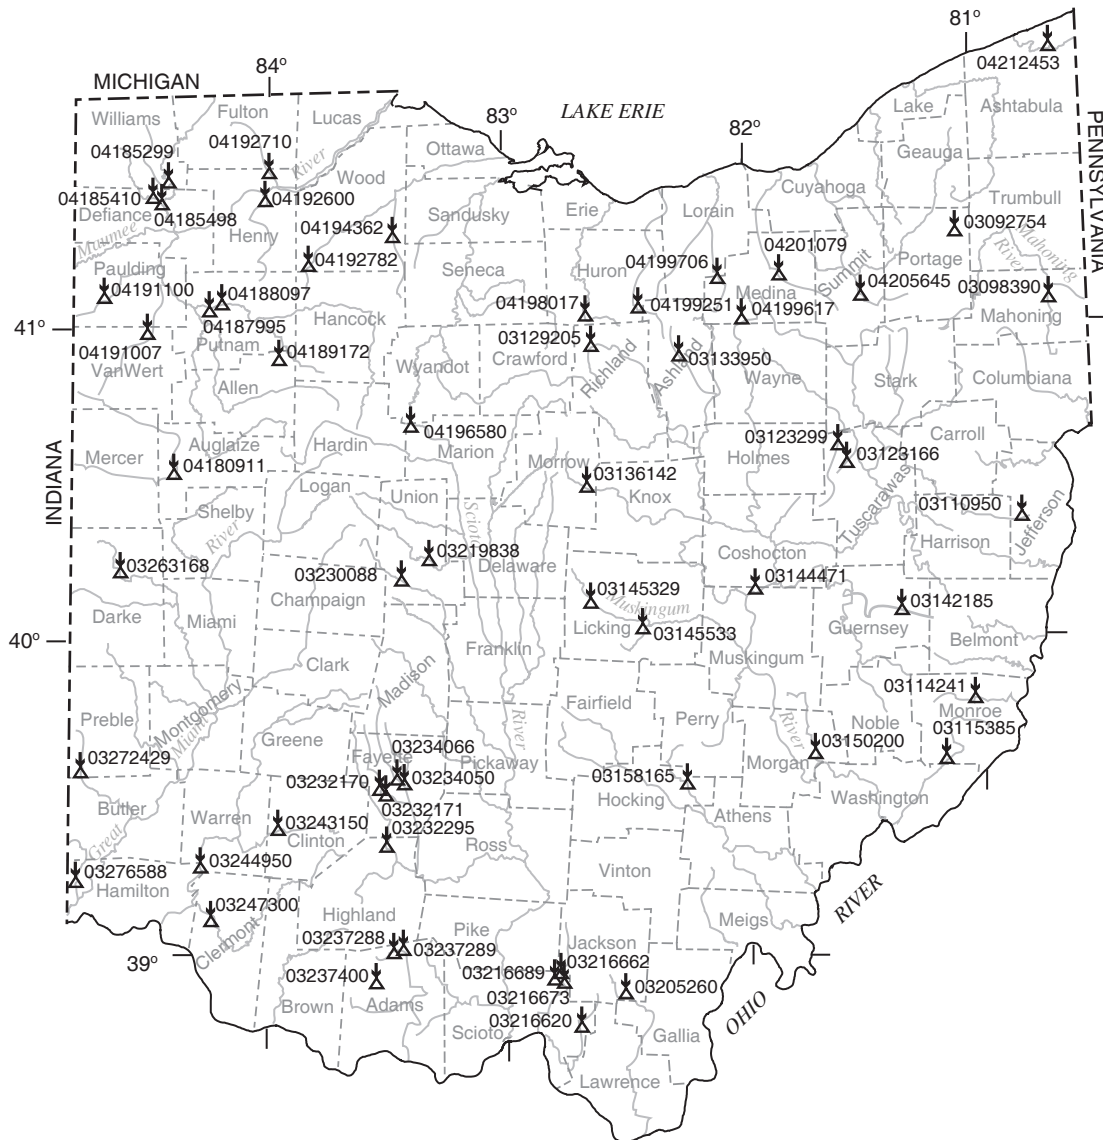 81°
04212453
MICHIGAN
84°
Fulton
Williams
Lucas
LAKE ERIE
83°
82°
Lake
Ashtabula
PENNSYLVANIA
04185299
04192710
River
Ottawa
Geauga
Wood
Cuyahoga
04185410
04192600
Trumbull
Defiance
04185498
Sandusky
Erie
Lorain
03092754
Maumee
Henry
04194362
04201079
Mahoning
River
Paulding
04192782
Seneca
Huron
04199706
Summit
Portage
04191100
04188097
04198017
04199251
Medina
04205645
03098390
04199617
Mahoning
41°
04187995
Hancock
03129205
04191007
Putnam
04189172
Crawford
03133950
VanWert
Wyandot
Richland
Ashland
Wayne
Stark
Columbiana
Allen
04196580
03123299
Carroll
Auglaize
Hardin
Marion
Mercer
04180911
Morrow
03136142
Holmes
03123166
INDIANA
Logan
Union
Knox
Tuscarawas
03110950
Jefferson
Shelby
River
Scioto
Harrison
03219838
Coshocton
03263168
03230088
Delaware
03144471
Champaign
03145329
Muskingum
03142185
Darke
Miami
Licking
03145533
Guernsey
Belmont
40°
Clark
Madison
Franklin
Muskingum
03114241
Fairfield
Monroe
Preble
Montgomery
Miami
River
Perry
River
Noble
03115385
Greene
03234066
03150200
03272429
Fayette
Pickaway
Morgan
03232170
03234050
03158165
Butler
03232171
Hocking
Washington
Warren
03243150
03232295
Athens
Great
Clinton
Ross
03244950
03276588
Vinton
Hamilton
03247300
Highland
Meigs
RIVER
Clermont
03237288
Pike
Jackson
03237289
03216662
39°
03237400
03216689
03205260
03216673
OHIO
Brown
Adams
03216620
Scioto
Gallia
Lawrence